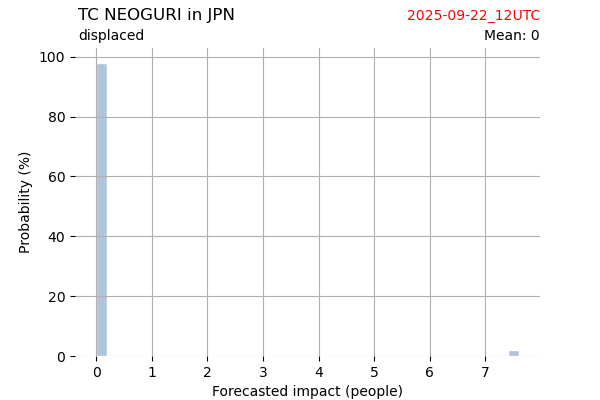 TC NEOGURI in JPN
2025-09-22_12UTC
displaced
Mean: 0
100
80
60
40
20
0
Probability (%)
0 1 2 3 4 5 6 7
Forecasted impact (people)